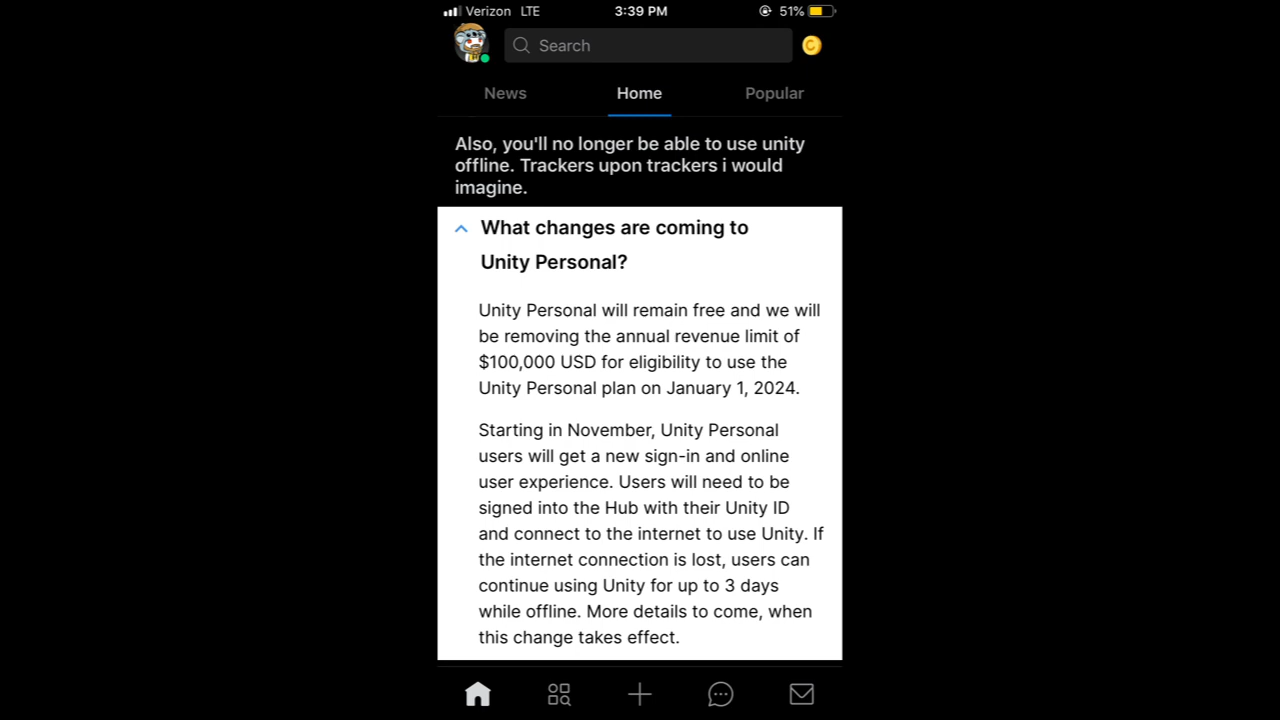 Verizon LTE 3:39 PM 51%
Search
News Home Popular
Also, you'll no longer be able to use unity
offline. Trackers upon trackers i would
imagine.
What changes are coming to
Unity Personal?
Unity Personal will remain free and we will
be removing the annual revenue limit of
$100,000 USD for eligibility to use the
Unity Personal plan on January 1, 2024.
Starting in November, Unity Personal
users will get a new sign-in and online
user experience. Users will need to be
signed into the Hub with their Unity ID
and connect to the internet to use Unity. If
the internet connection is lost, users can
continue using Unity for up to 3 days
while offline. More details to come, when
this change takes effect.